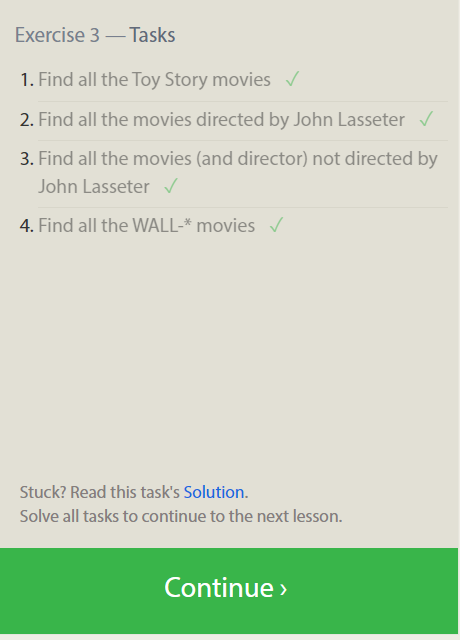 Exercise 3 — Tasks
1. Find all the Toy Story movies ✓
2. Find all the movies directed by John Lasseter ✓
3. Find all the movies (and director) not directed by
John Lasseter ✓
4. Find all the WALL-* movies ✓
Stuck? Read this task's Solution.
Solve all tasks to continue to the next lesson.
Continue ›